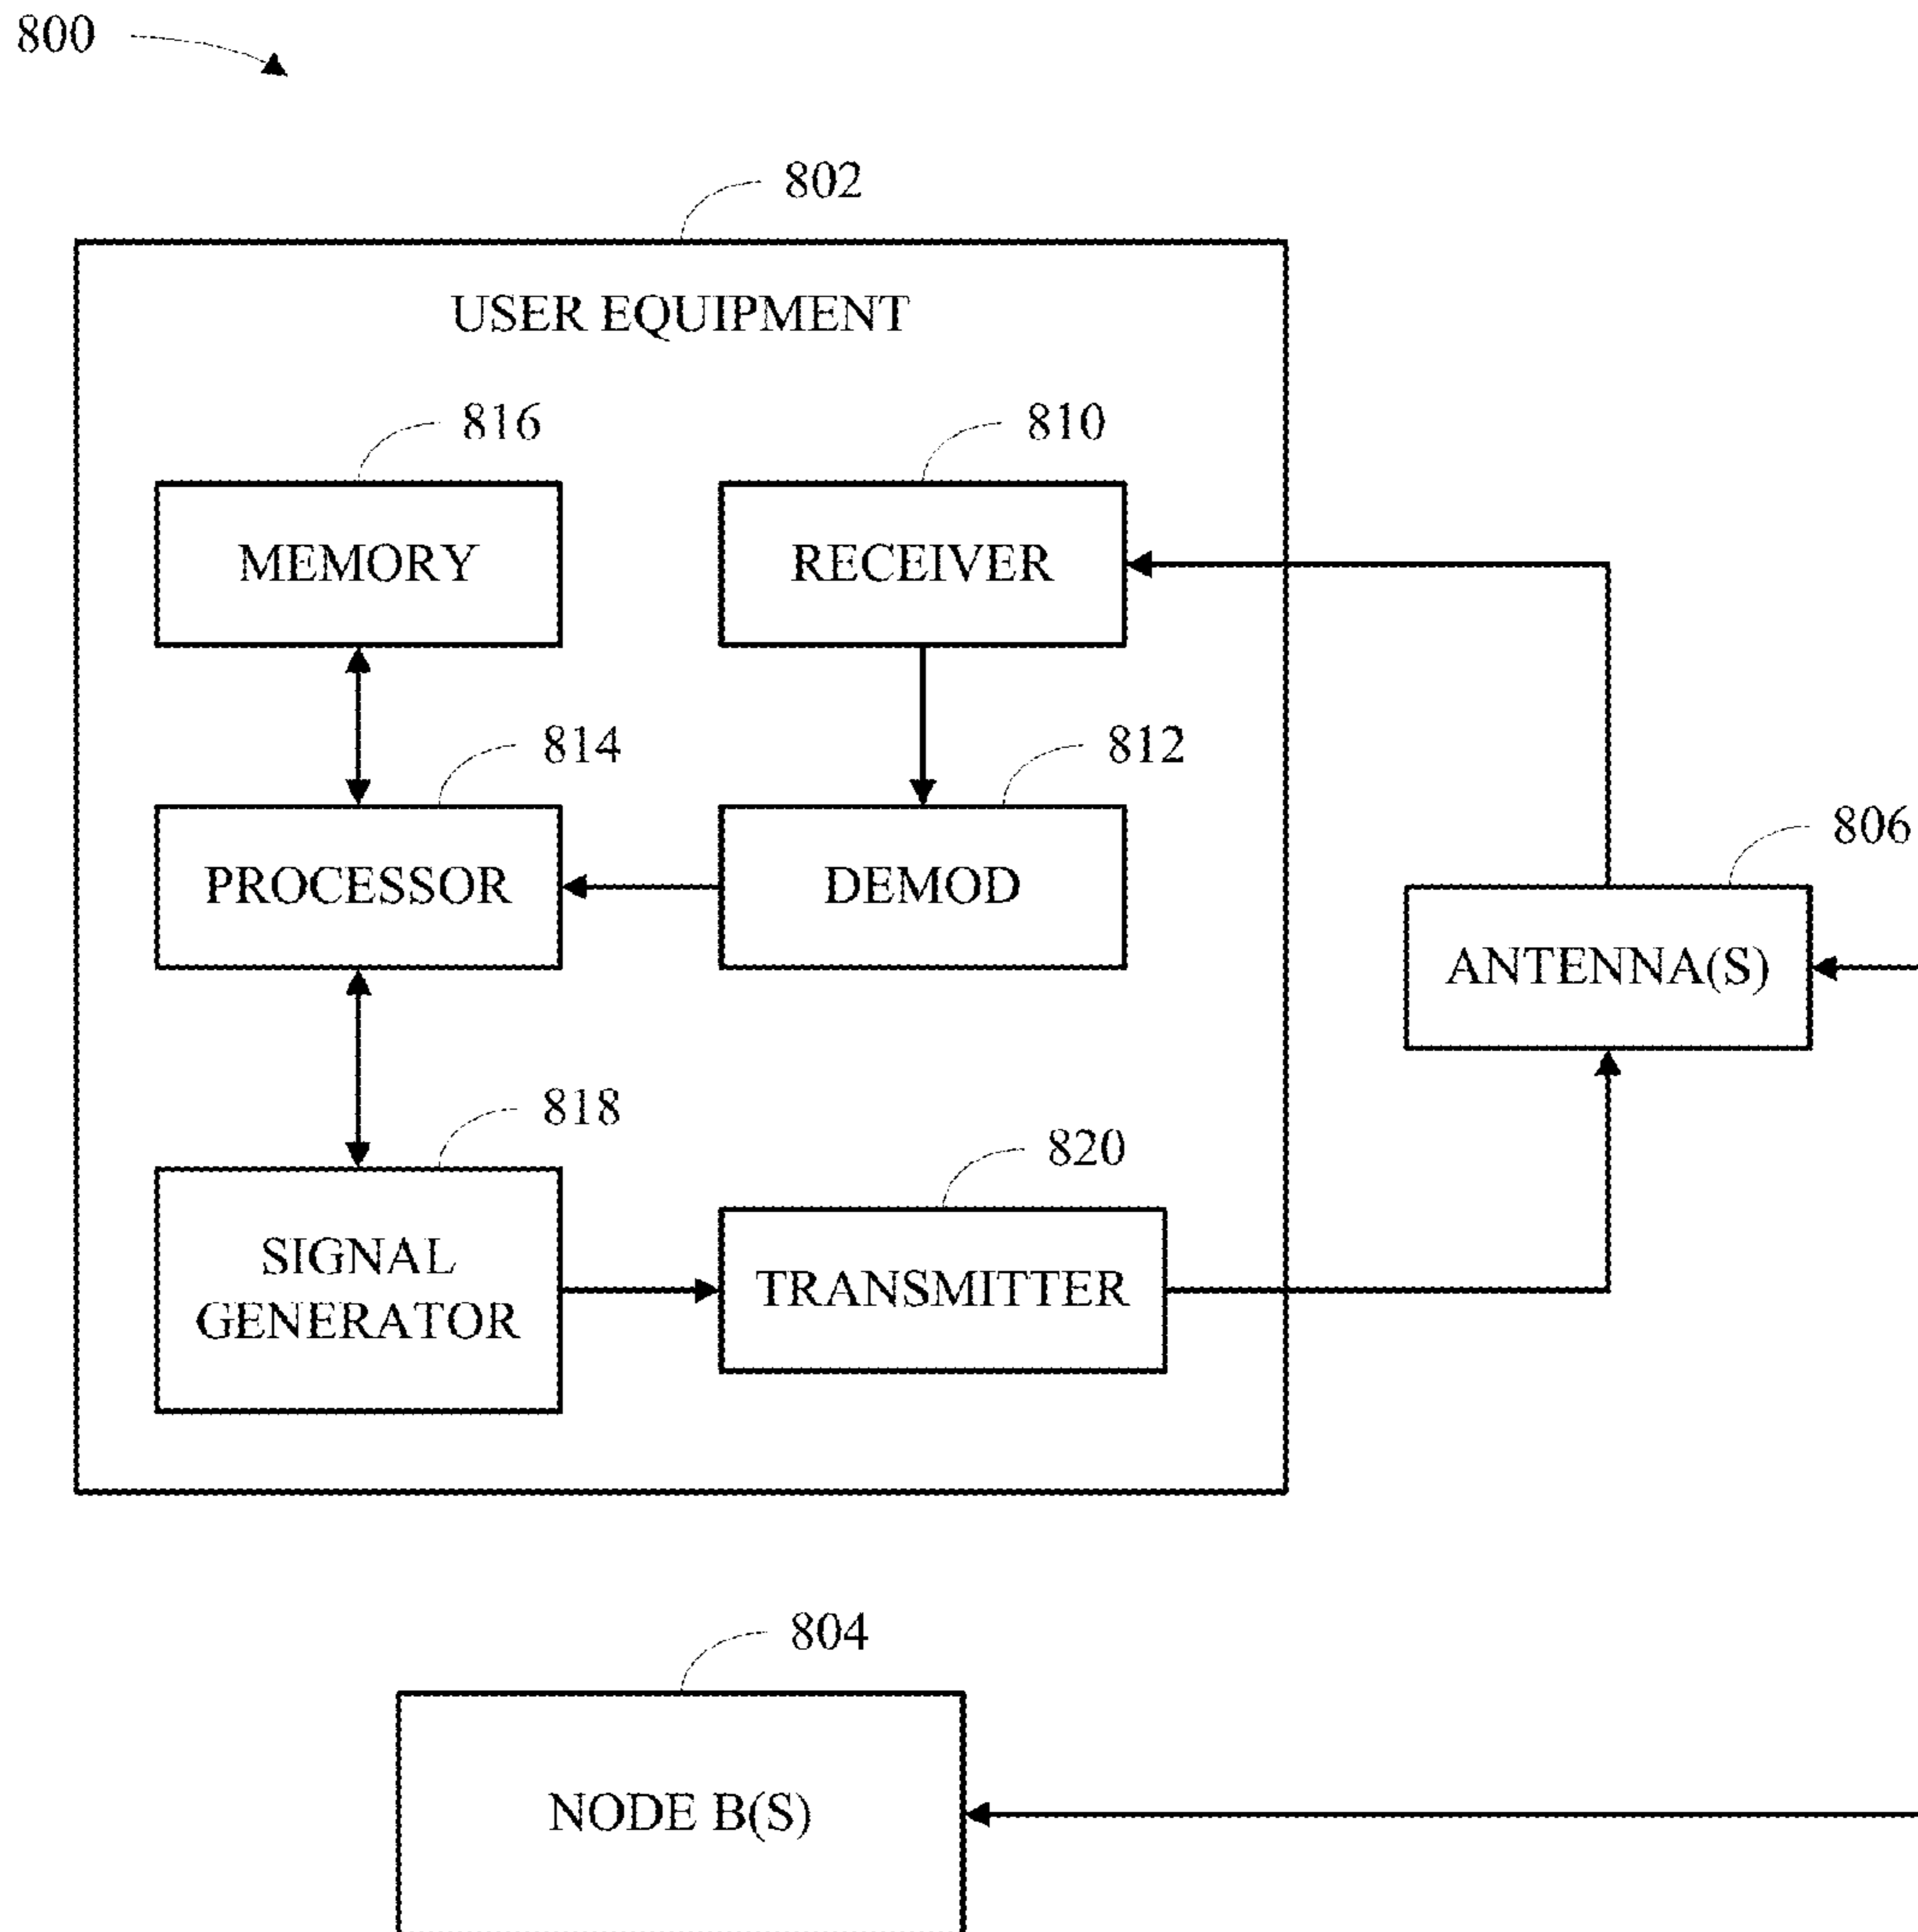 800
802
USER EQUIPMENT
816
810
MEMORY
RECEIVER
814
812
PROCESSOR
DEMOD
806
ANTENNA(S)
818
820
SIGNAL
GENERATOR
TRANSMITTER
804
NODE B(S)